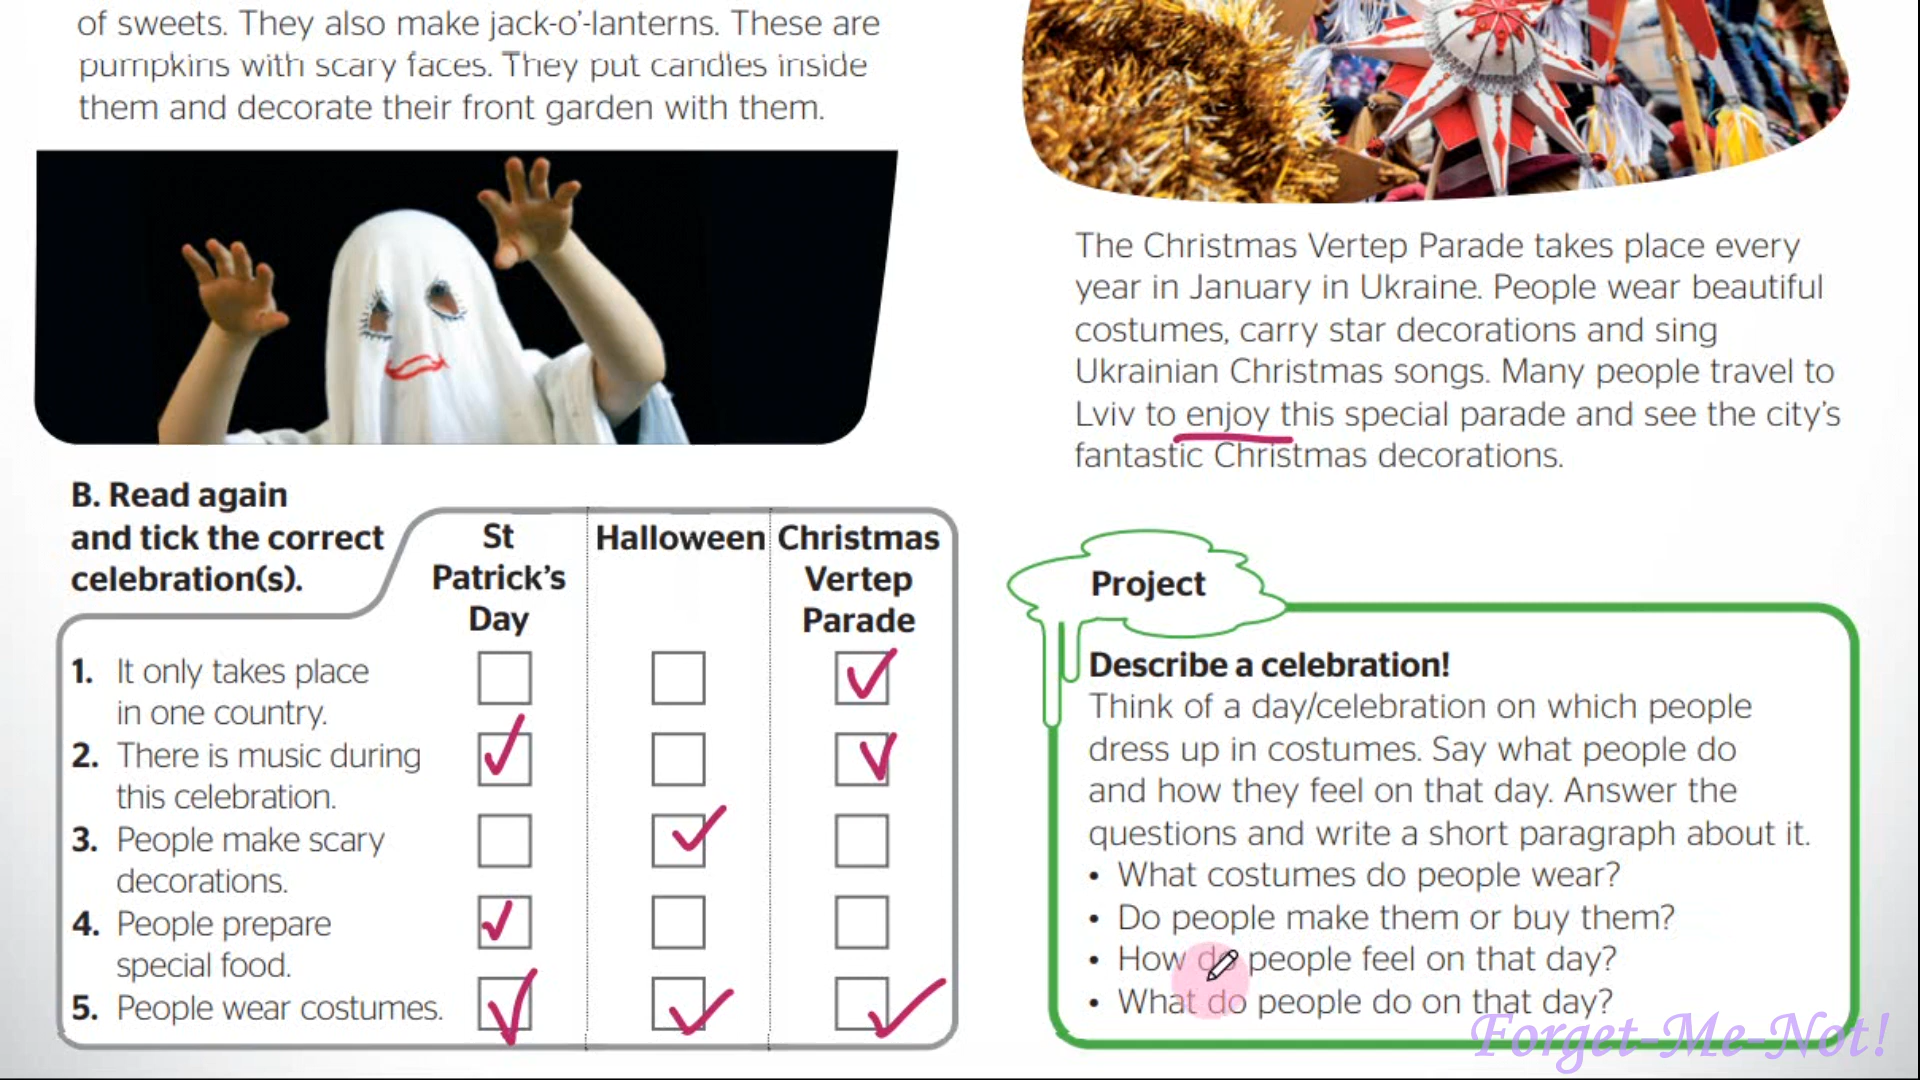 of sweets. They also make jack-o'-lanterns. These are
pumpkins with scary faces. They put candles inside
them and decorate their front garden with them.
B. Read again
and tick the correct
celebration(s).
St
Patrick's
Day
Halloween
Christmas
Vertep
Parade
1. It only takes place
in one country.
2. There is music during
this celebration.
3. People make scary
decorations.
4. People prepare
special food.
5. People wear costumes.
The Christmas Vertep Parade takes place every
year in January in Ukraine. People wear beautiful
costumes, carry star decorations and sing
Ukrainian Christmas songs. Many people travel to
Lviv to enjoy this special parade and see the city's
fantastic Christmas decorations.
Project
Describe a celebration!
Think of a day/celebration on which people
dress up in costumes. Say what people do
and how they feel on that day. Answer the
questions and write a short paragraph about it.
• What costumes do people wear?
• Do people make them or buy them?
• How do people feel on that day?
• What do people do on that day?
Forget-Me-Not!